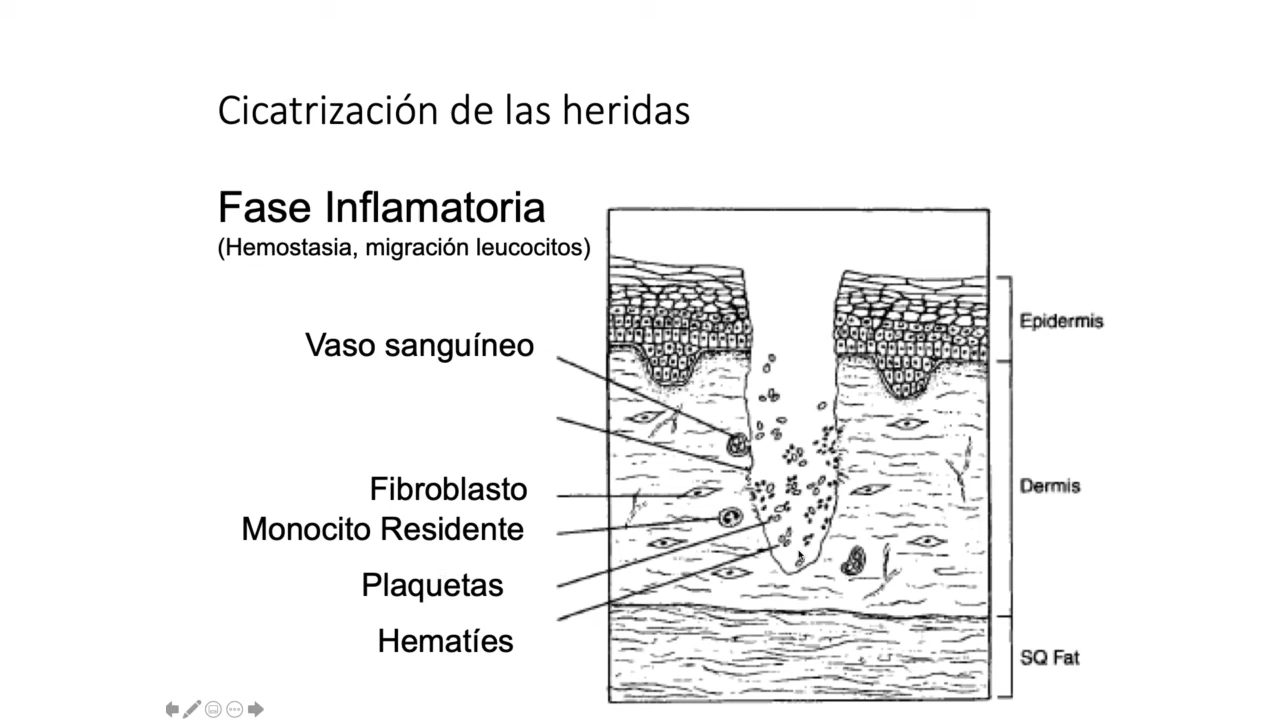 Cicatrización de las heridas
Fase Inflamatoria
(Hemostasia, migración leucocitos)
Vaso sanguíneo
Fibroblasto
Monocito Residente
Plaquetas
Hematíes
Epidermis
Dermis
SQ Fat